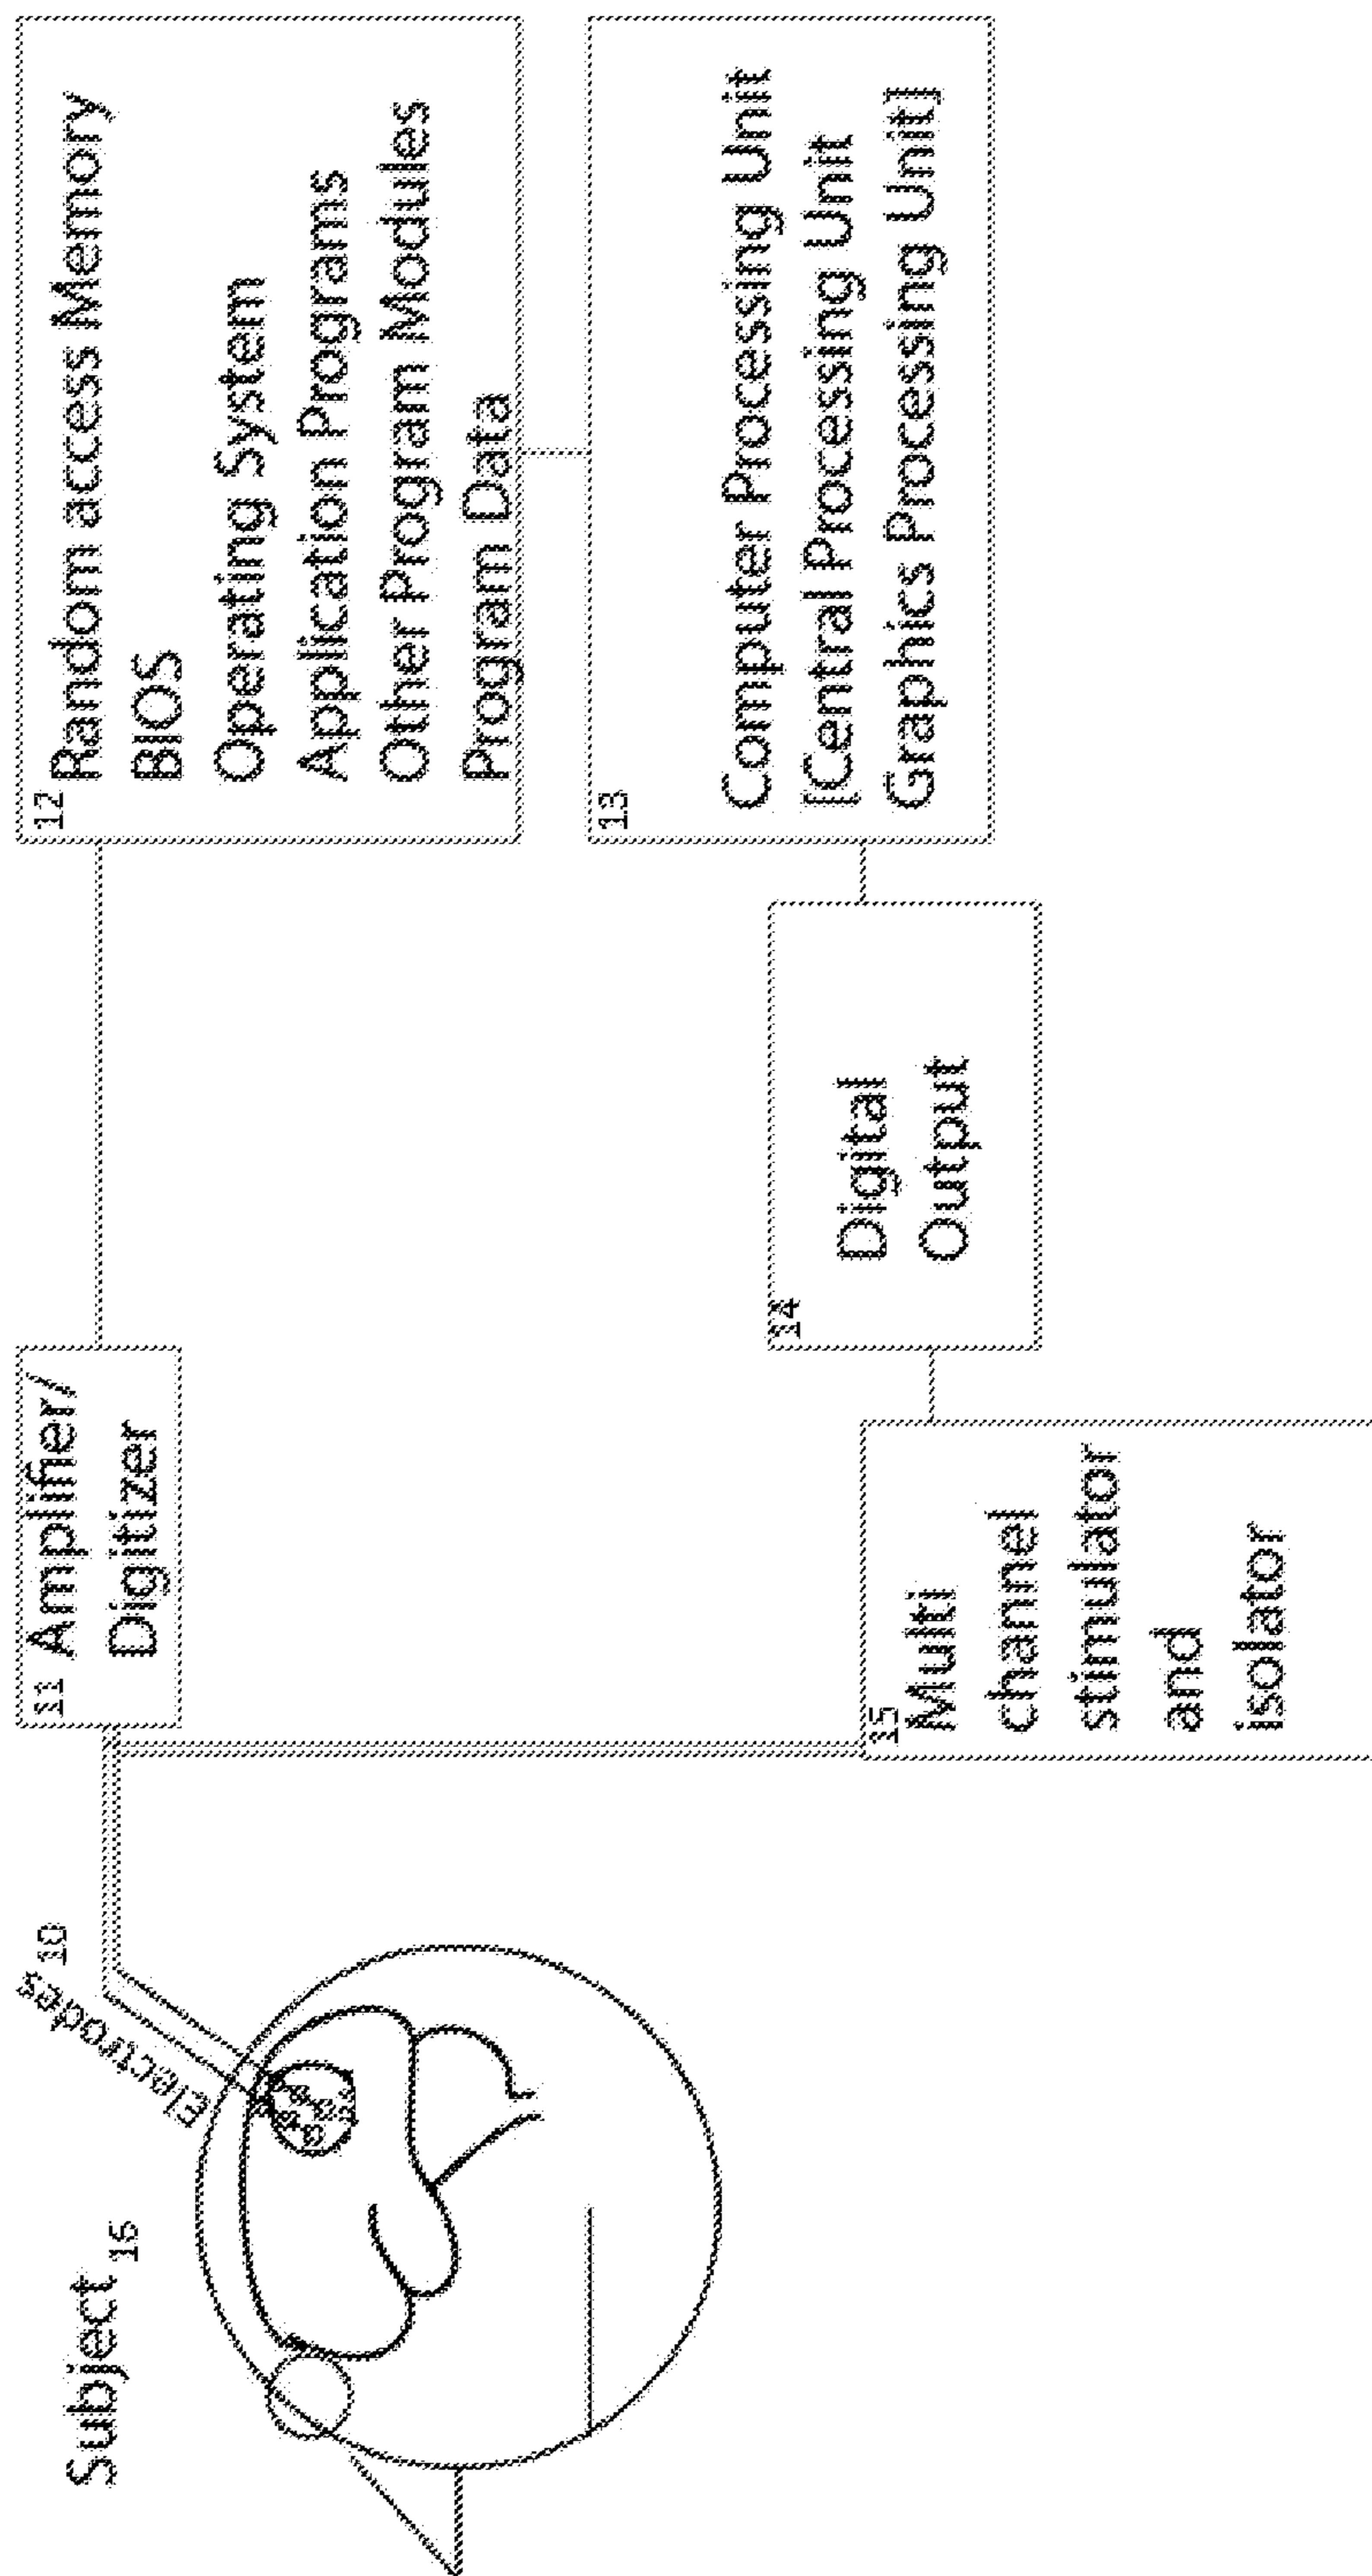 Subject 16
Electrodes 10
11 Amplifier/
Digitizer
12
Random access Memory
BIOS
Operating System
Application Programs
Other Program Modules
Program Data
13
Computer Processing Unit
[Central Processing Unit
Graphics Processing Unit]
14
Digital
Output
15
Multi
channel
stimulator
and
isolator